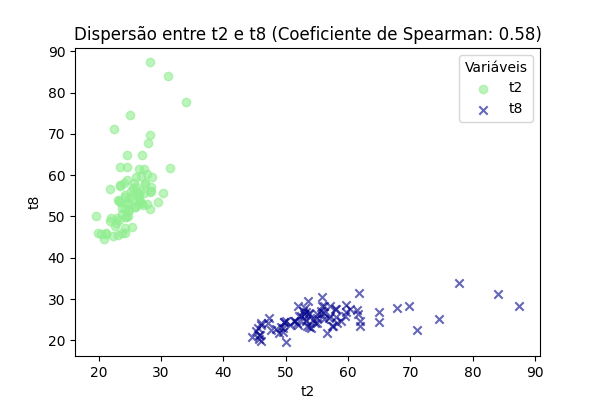 Dispersão entre t2 e t8 (Coeficiente de Spearman: 0.58)
90
80
70
60
50
40
30
20
t8
Variáveis
t2
t8
20 30 40 50 60 70 80 90
t2